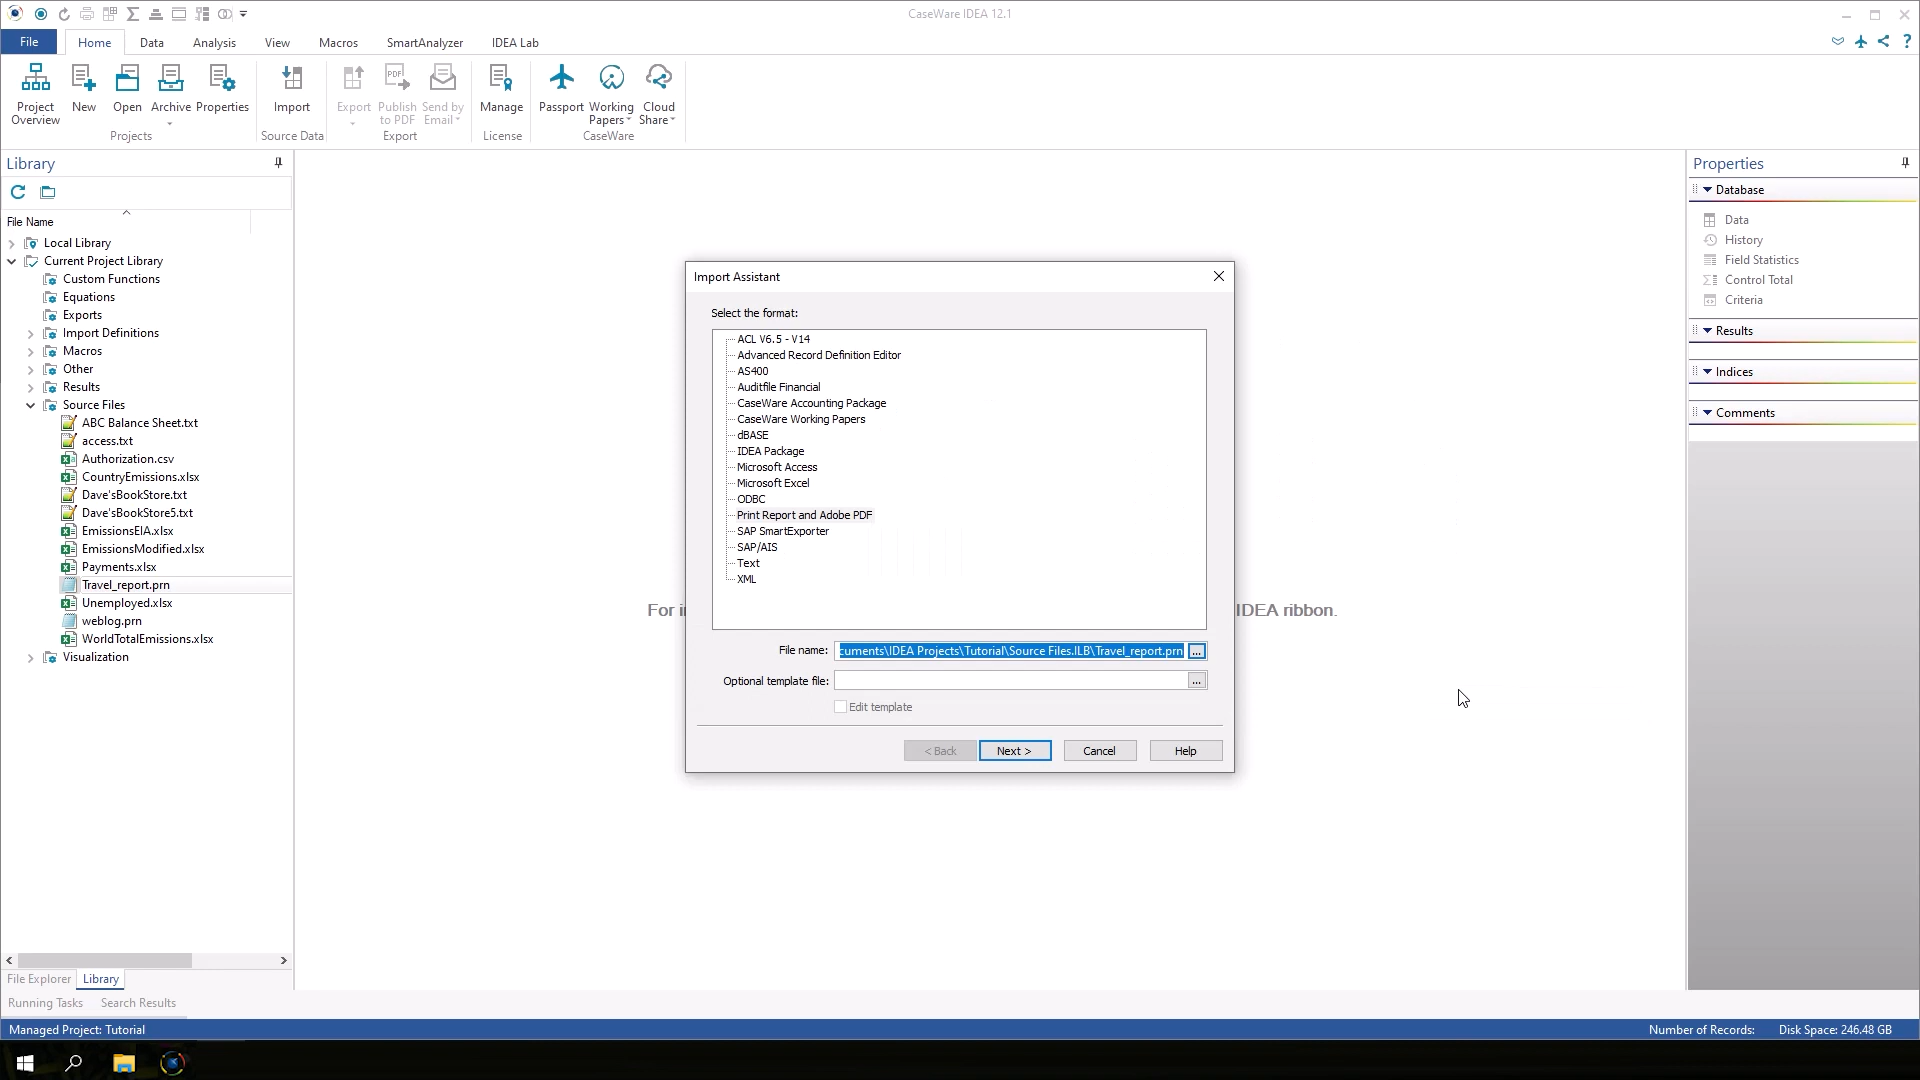 CaseWare IDEA 12.1
File
Home
Data
Analysis
View
Macros
SmartAnalyzer
IDEA Lab
Project Overview
New
Open
Archive
Properties
Import
Export
Publish to PDF
Send by Email
Manage
Passport
Working Papers
Cloud Share
Projects
Source Data
Export
License
CaseWare
Library
File Name
Local Library
Current Project Library
Custom Functions
Equations
Exports
Import Definitions
Macros
Other
Results
Source Files
ABC Balance Sheet.txt
access.txt
Authorization.csv
CountryEmissions.xlsx
Dave'sBookStore.txt
Dave'sBookStore5.txt
EmissionsEIA.xlsx
EmissionsModified.xlsx
Payments.xlsx
Travel_report.prn
Unemployed.xlsx
weblog.prn
WorldTotalEmissions.xlsx
Visualization
File Explorer
Library
Running Tasks
Search Results
For i
IDEA ribbon.
Import Assistant
Select the format:
ACL V6.5 - V14
Advanced Record Definition Editor
AS400
Auditfile Financial
CaseWare Accounting Package
CaseWare Working Papers
dBASE
IDEA Package
Microsoft Access
Microsoft Excel
ODBC
Print Report and Adobe PDF
SAP SmartExporter
SAP/AIS
Text
XML
File name: cuments\IDEA Projects\Tutorial\Source Files.ILB\Travel_report.prn ...
Optional template file: ...
Edit template
< Back
Next >
Cancel
Help
Properties
Database
Data
History
Field Statistics
Control Total
Criteria
Results
Indices
Comments
Managed Project: Tutorial
Number of Records:
Disk Space: 246.48 GB